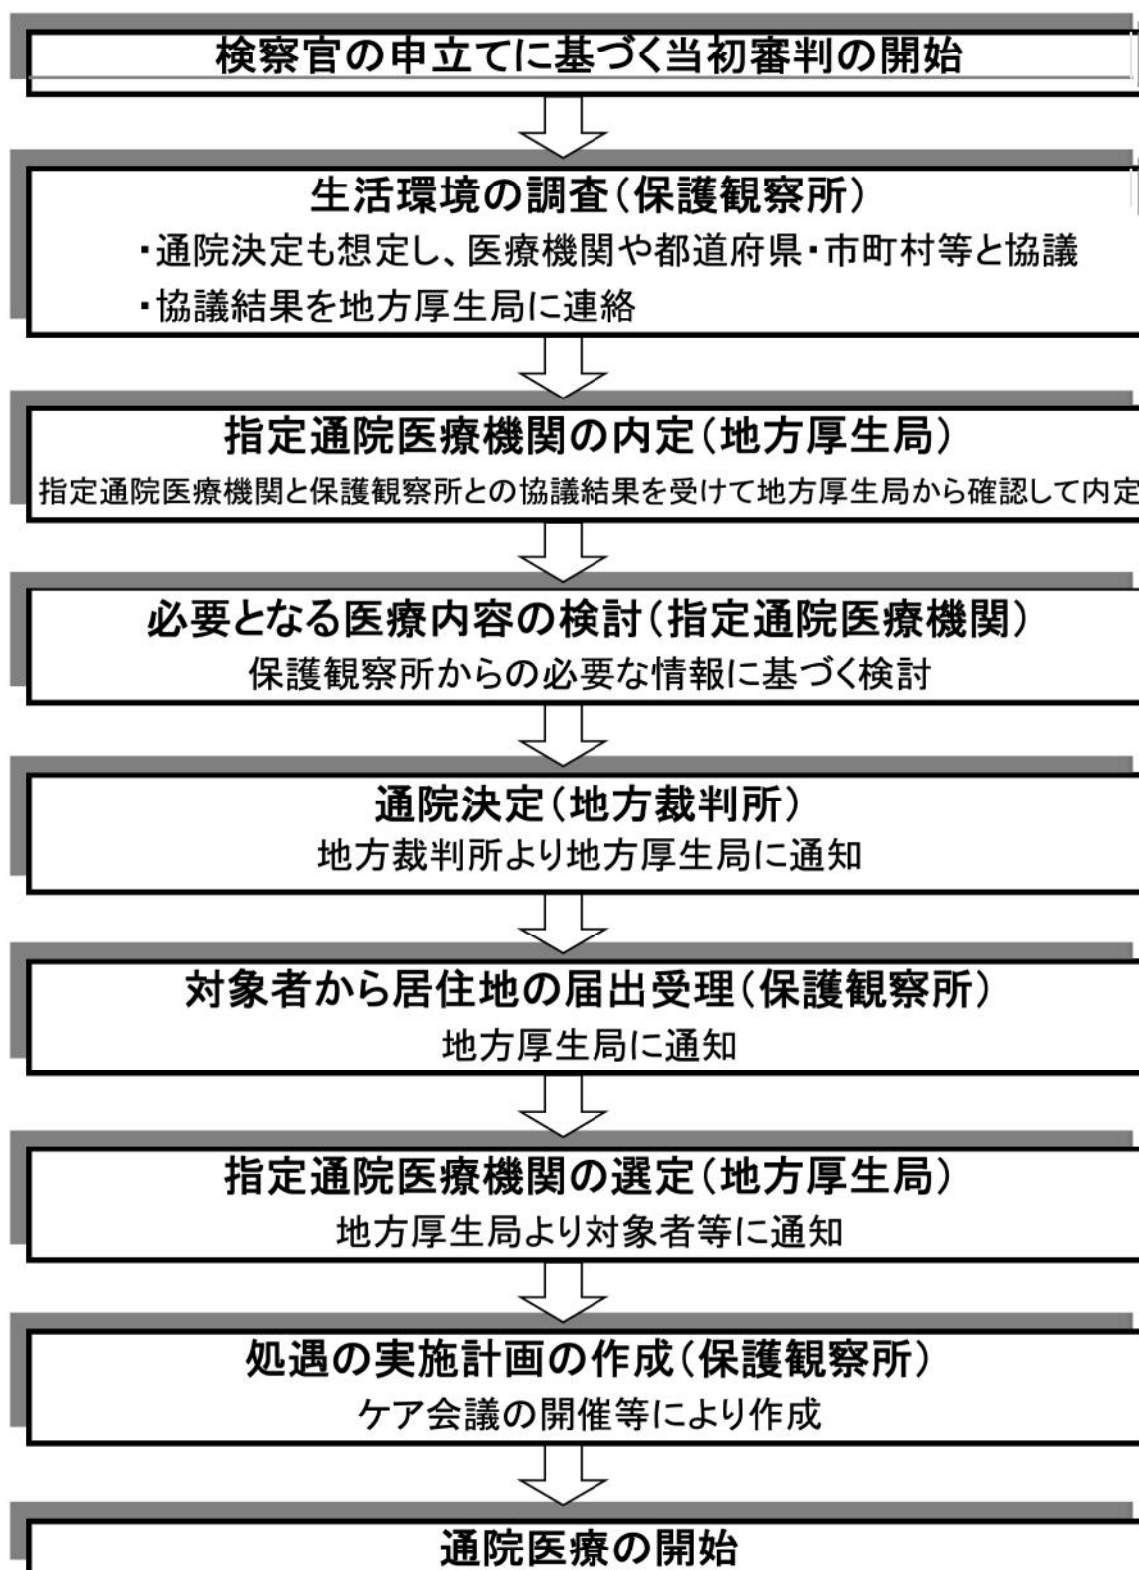 検察官の申立てに基づく当初審判の開始
生活環境の調査(保護観察所)
・通院決定も想定し、医療機関や都道府県・市町村等と協議
・協議結果を地方厚生局に連絡
指定通院医療機関の内定(地方厚生局)
指定通院医療機関と保護観察所との協議結果を受けて地方厚生局から確認して内定
必要となる医療内容の検討(指定通院医療機関)
保護観察所からの必要な情報に基づく検討
通院決定(地方裁判所)
地方裁判所より地方厚生局に通知
対象者から居住地の届出受理(保護観察所)
地方厚生局に通知
指定通院医療機関の選定(地方厚生局)
地方厚生局より対象者等に通知
処遇の実施計画の作成(保護観察所)
ケア会議の開催等により作成
通院医療の開始